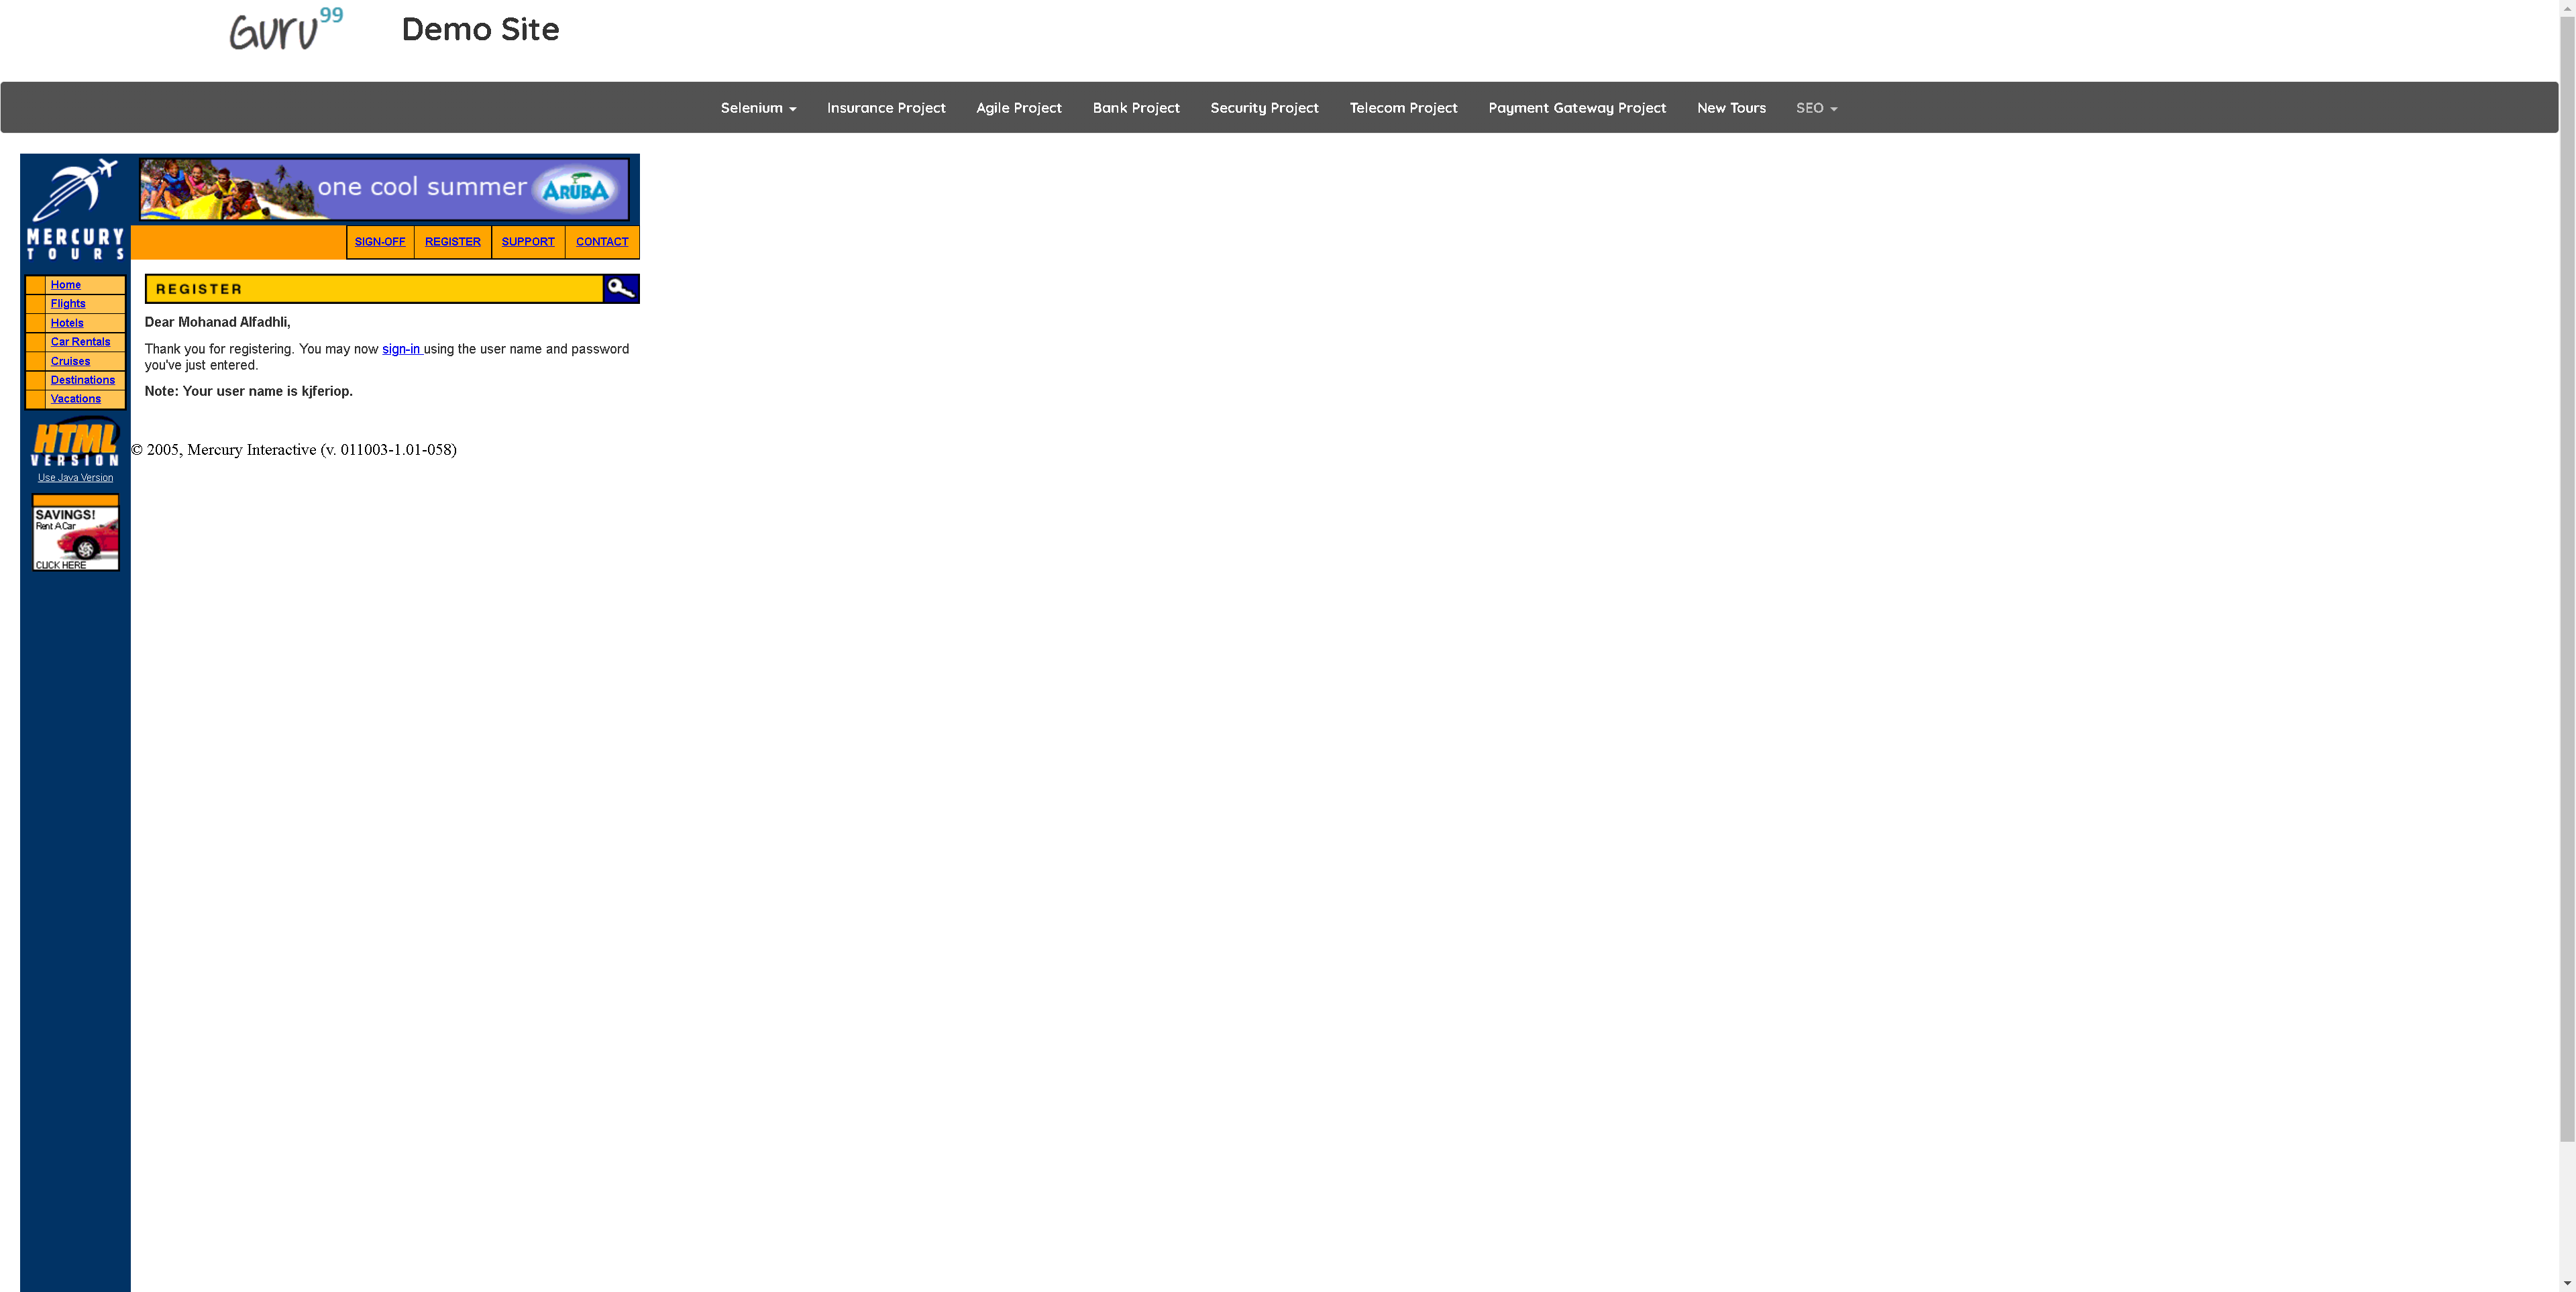 Guru99
Demo Site
Selenium Insurance Project Agile Project Bank Project Security Project Telecom Project Payment Gateway Project New Tours SEO
one cool summer ARUBA
MERCURY
TOURS
SIGN-OFF REGISTER SUPPORT CONTACT
Home
Flights
Hotels
Car Rentals
Cruises
Destinations
Vacations
HTML
VERSION
Use Java Version
SAVINGS!
Rent A Car
CLICK HERE
REGISTER
Dear Mohanad Alfadhli,
Thank you for registering. You may now sign-in using the user name and password
you've just entered.
Note: Your user name is kjferiop.
© 2005, Mercury Interactive (v. 011003-1.01-058)